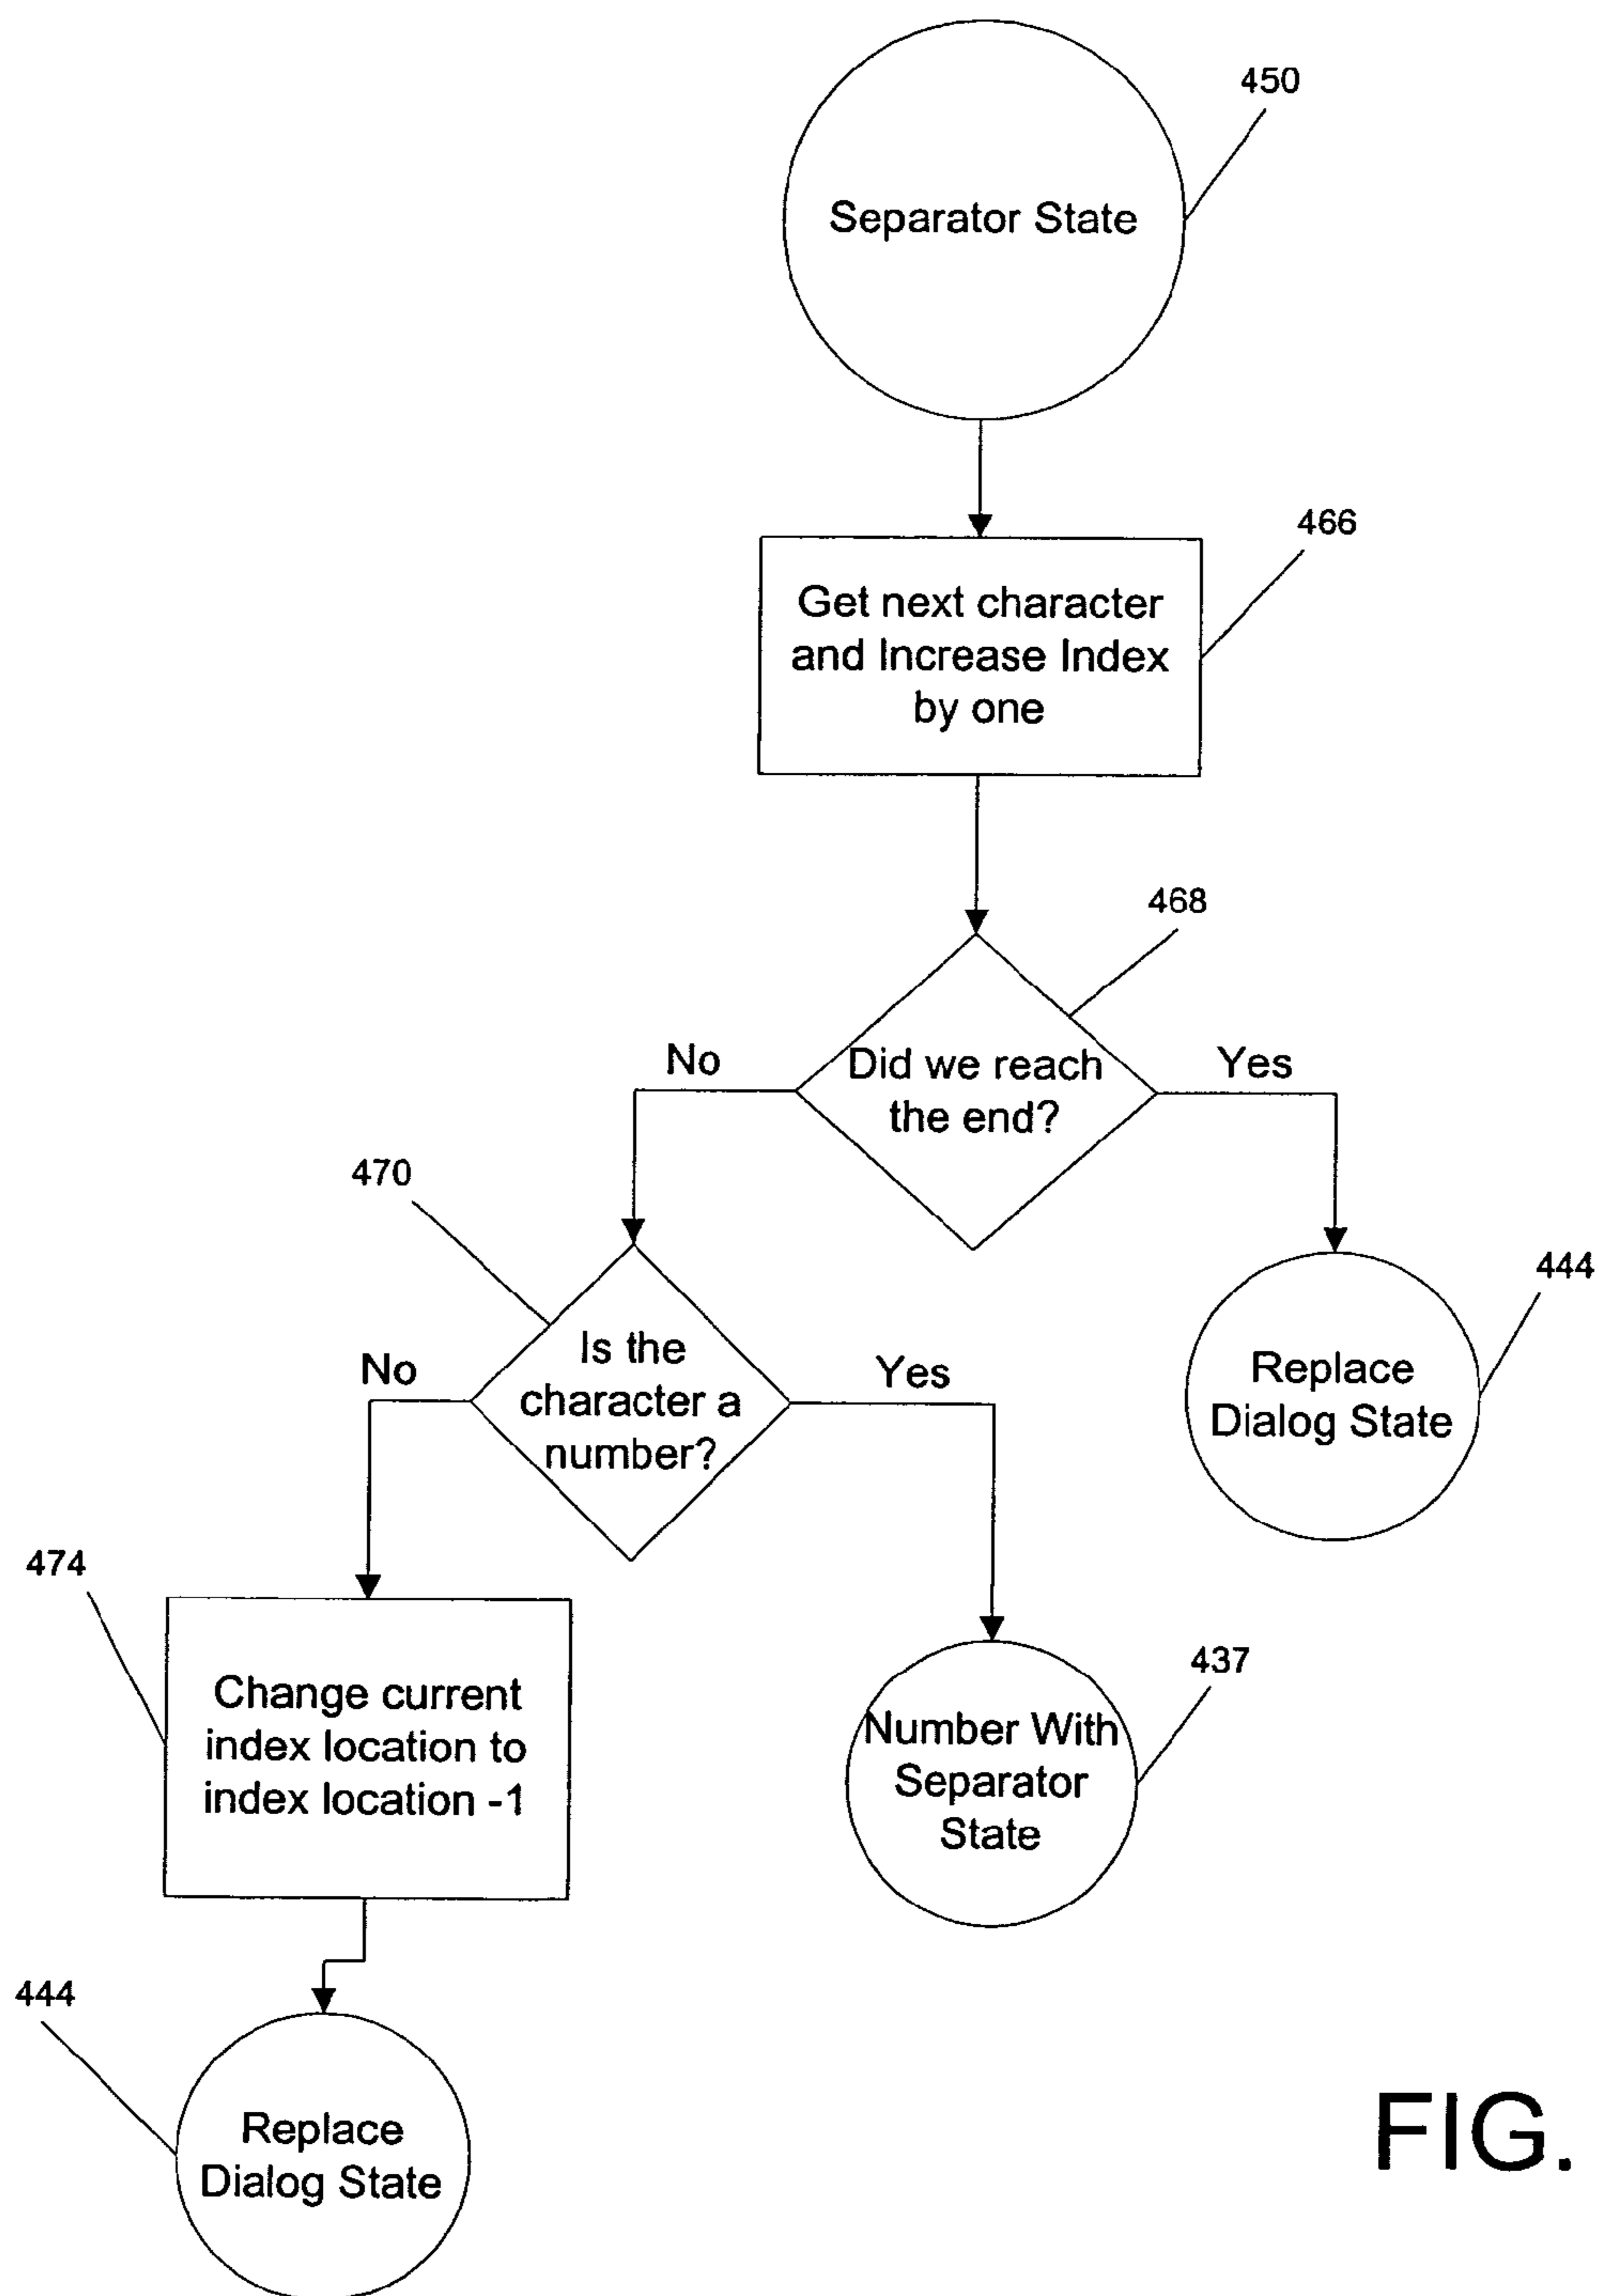 450
Separator State
466
Get next character
and Increase Index
by one
468
No
Did we reach
the end?
Yes
470
444
Is the
character a
number?
No
Yes
Replace
Dialog State
474
437
Change current
index location to
index location -1
Number With
Separator
State
444
Replace
Dialog State
FIG.